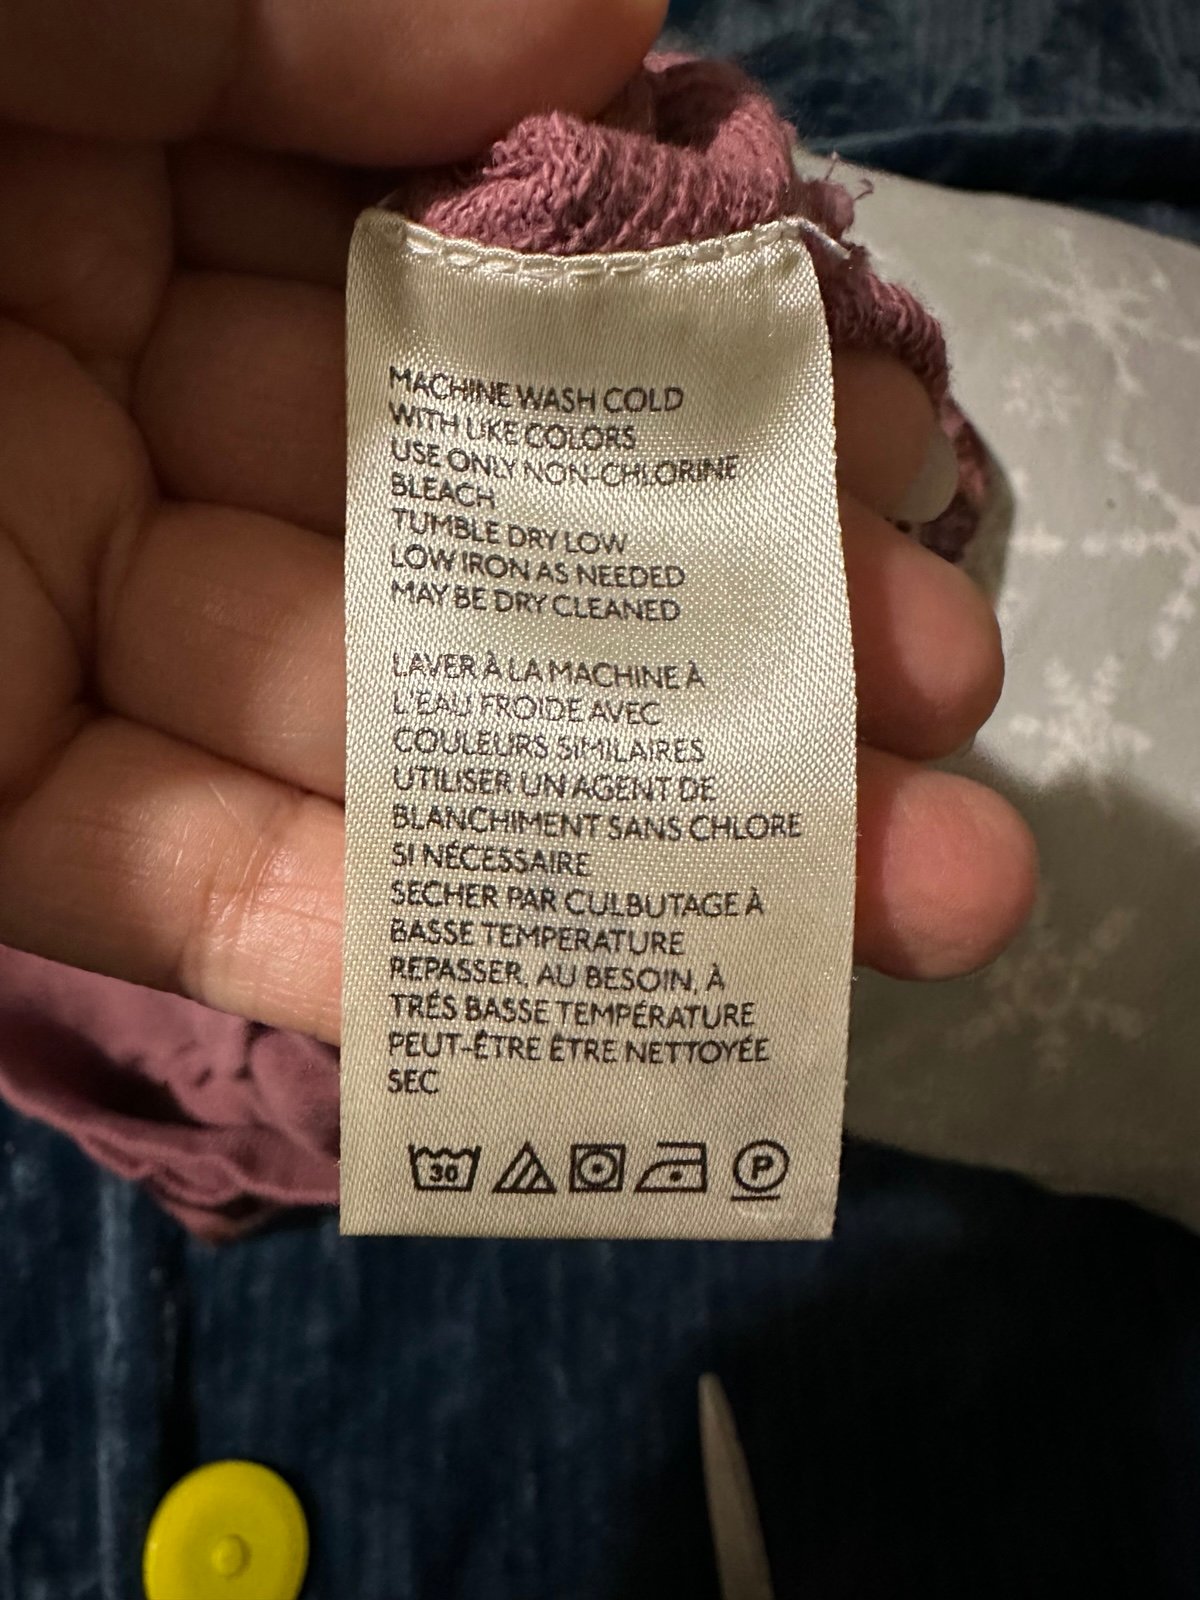 MACHINE WASH COLD
WITH LIKE COLORS
USE ONLY NON-CHLORINE
BLEACH
TUMBLE DRY LOW
LOW IRON AS NEEDED
MAY BE DRY CLEANED
LAVER À LA MACHINE À
L'EAU FROIDE AVEC
COULEURS SIMILAIRES
UTILISER UN AGENT DE
BLANCHIMENT SANS CHLORE
SI NÉCESSAIRE
SECHER PAR CULBUTAGE À
BASSE TEMPERATURE
REPASSER, AU BESOIN, À
TRÉS BASSE TEMPÉRATURE
PEUT-ÊTRE ÊTRE NETTOYÉE
SEC
30 P